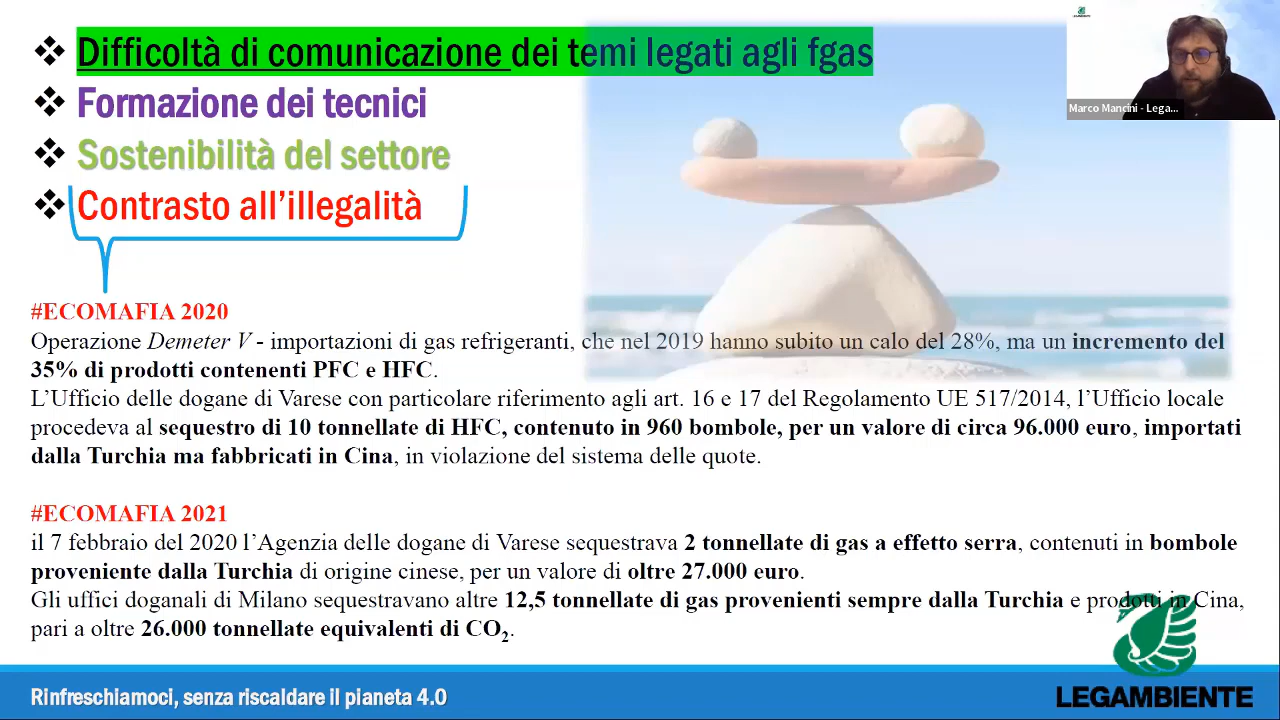 Difficoltà di comunicazione dei temi legati agli fgas
Formazione dei tecnici
Sostenibilità del settore
Contrasto all'illegalità
Marco Mancini - Lega...
#ECOMAFIA 2020
Operazione Demeter V - importazioni di gas refrigeranti, che nel 2019 hanno subito un calo del 28%, ma un incremento del
35% di prodotti contenenti PFC e HFC.
L'Ufficio delle dogane di Varese con particolare riferimento agli art. 16 e 17 del Regolamento UE 517/2014, l'Ufficio locale
procedeva al sequestro di 10 tonnellate di HFC, contenuto in 960 bombole, per un valore di circa 96.000 euro, importati
dalla Turchia ma fabbricati in Cina, in violazione del sistema delle quote.
#ECOMAFIA 2021
il 7 febbraio del 2020 l'Agenzia delle dogane di Varese sequestrava 2 tonnellate di gas a effetto serra, contenuti in bombole
proveniente dalla Turchia di origine cinese, per un valore di oltre 27.000 euro.
Gli uffici doganali di Milano sequestravano altre 12,5 tonnellate di gas provenienti sempre dalla Turchia e prodotti in Cina,
pari a oltre 26.000 tonnellate equivalenti di CO2.
Rinfreschiamoci, senza riscaldare il pianeta 4.0
LEGAMBIENTE